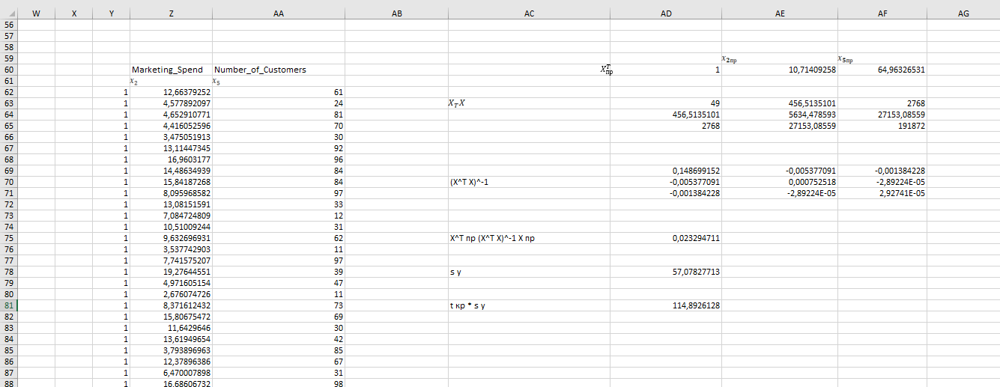 W X Y Z AA AB AC AD AE AF AG
56
57
58
59 x₂пр x₅пр
60 Marketing_Spend Number_of_Customers Xᵀпр 1 10,71409258 64,96326531
61 x₂ x₅
62 1 12,66379252 61
63 1 4,577892097 24 X_T X 49 456,5135101 2768
64 1 4,652910771 81 456,5135101 5634,478593 27153,08559
65 1 4,416052596 70 2768 27153,08559 191872
66 1 3,475051913 30
67 1 13,11447345 92
68 1 16,9603177 96
69 1 14,48634939 84 0,148699152 -0,005377091 -0,001384228
70 1 15,84187268 84 (X^T X)^-1 -0,005377091 0,000752518 -2,89224E-05
71 1 8,095968582 97 -0,001384228 -2,89224E-05 2,92741E-05
72 1 13,08151591 33
73 1 7,084724809 12
74 1 10,51009244 31
75 1 9,632696931 62 X^T пр (X^T X)^-1 X пр 0,023294711
76 1 3,537742903 11
77 1 7,741575207 97
78 1 19,27644551 39 s y 57,07827713
79 1 4,971605154 47
80 1 2,676074726 11
81 1 8,371612432 73 t кр * s y 114,8926128
82 1 15,80675472 69
83 1 11,6429646 30
84 1 13,61949654 42
85 1 3,793896963 85
86 1 12,37896386 67
87 1 6,470007898 31
88 1 16,68606732 98